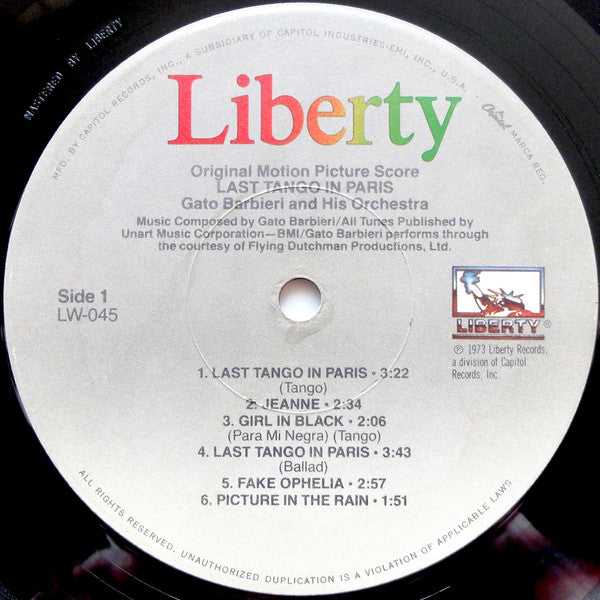 MASTERED BY LIBERTY
MFD. BY CAPITOL RECORDS, INC., A SUBSIDIARY OF CAPITOL INDUSTRIES-EMI, INC., U.S.A. Capitol MARCA REG.
Liberty
Original Motion Picture Score
LAST TANGO IN PARIS
Gato Barbieri and His Orchestra
Music Composed by Gato Barbieri/All Tunes Published by
Unart Music Corporation—BMI/Gato Barbieri performs through
the courtesy of Flying Dutchman Productions, Ltd.
Side 1
LW-045
LIBERTY®
℗ 1973 Liberty Records,
a division of Capitol
Records, Inc.
1. LAST TANGO IN PARIS • 3:22
(Tango)
2. JEANNE • 2:34
3. GIRL IN BLACK • 2:06
(Para Mi Negra) (Tango)
4. LAST TANGO IN PARIS • 3:43
(Ballad)
5. FAKE OPHELIA • 2:57
6. PICTURE IN THE RAIN • 1:51
ALL RIGHTS RESERVED. UNAUTHORIZED DUPLICATION IS A VIOLATION OF APPLICABLE LAWS